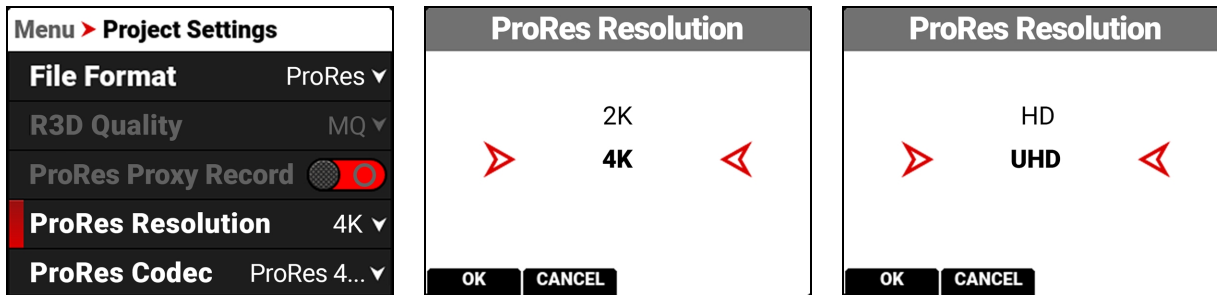 Menu > Project Settings
File Format ProRes
R3D Quality MQ
ProRes Proxy Record
ProRes Resolution 4K
ProRes Codec ProRes 4...
ProRes Resolution
2K
4K
OK CANCEL
ProRes Resolution
HD
UHD
OK CANCEL